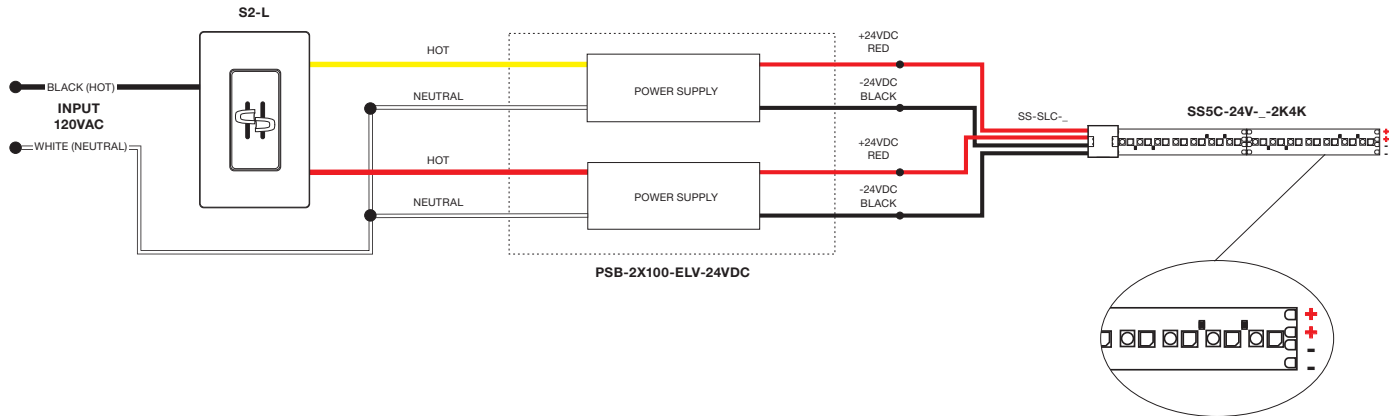 S2-L
BLACK (HOT)
INPUT
120VAC
WHITE (NEUTRAL)
HOT
NEUTRAL
HOT
NEUTRAL
POWER SUPPLY
POWER SUPPLY
PSB-2X100-ELV-24VDC
+24VDC
RED
-24VDC
BLACK
+24VDC
RED
-24VDC
BLACK
SS-SLC-_
SS5C-24V-_-2K4K
+
+
-
-
+
+
-
-